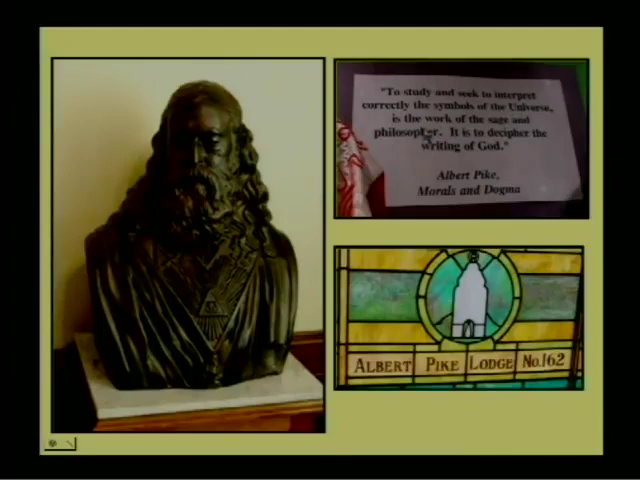 "To study and seek to interpret
correctly the symbols of the Universe,
is the work of the sage and
philosopher. It is to decipher the
writing of God."
Albert Pike,
Morals and Dogma
ALBERT PIKE LODGE No.162